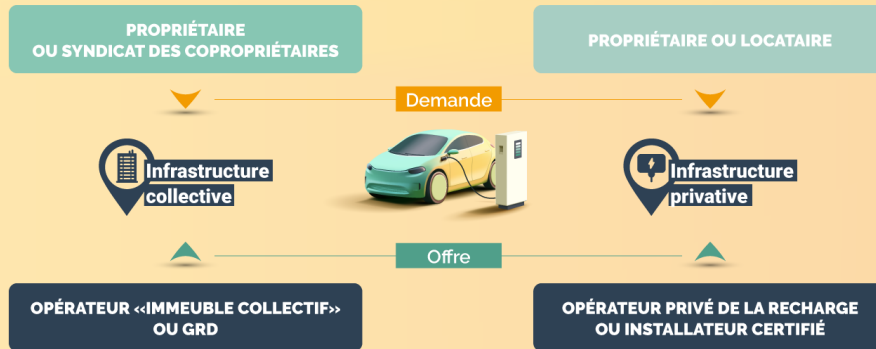 PROPRIÉTAIRE
OU SYNDICAT DES COPROPRIÉTAIRES
PROPRIÉTAIRE OU LOCATAIRE
Demande
Infrastructure
collective
Infrastructure
privative
Offre
OPÉRATEUR «IMMEUBLE COLLECTIF»
OU GRD
OPÉRATEUR PRIVÉ DE LA RECHARGE
OU INSTALLATEUR CERTIFIÉ